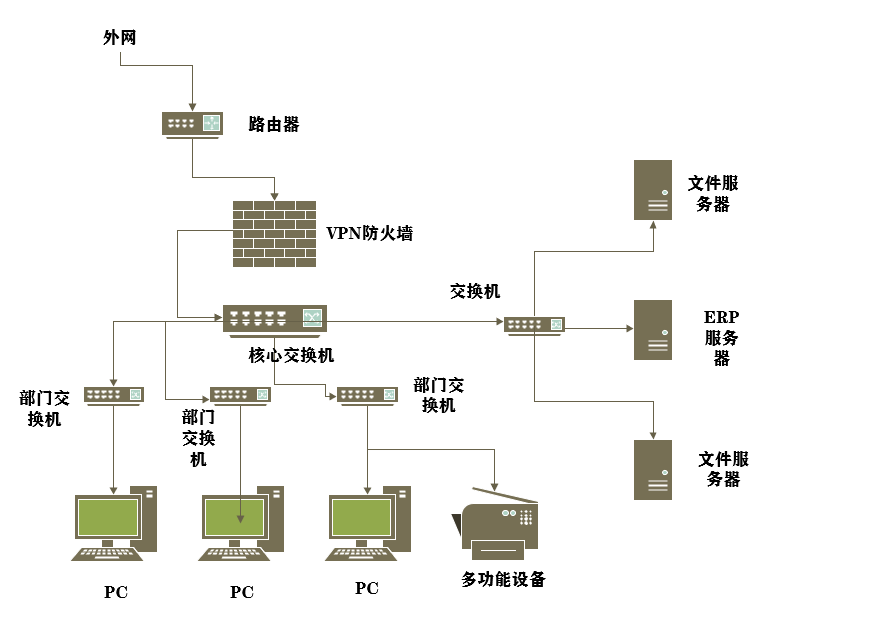 外网
路由器
文件服
务器
VPN防火墙
交换机
ERP
服务
器
核心交换机
部门交
换机
部门
交换
机
部门交
换机
文件服
务器
PC
PC
PC
多功能设备